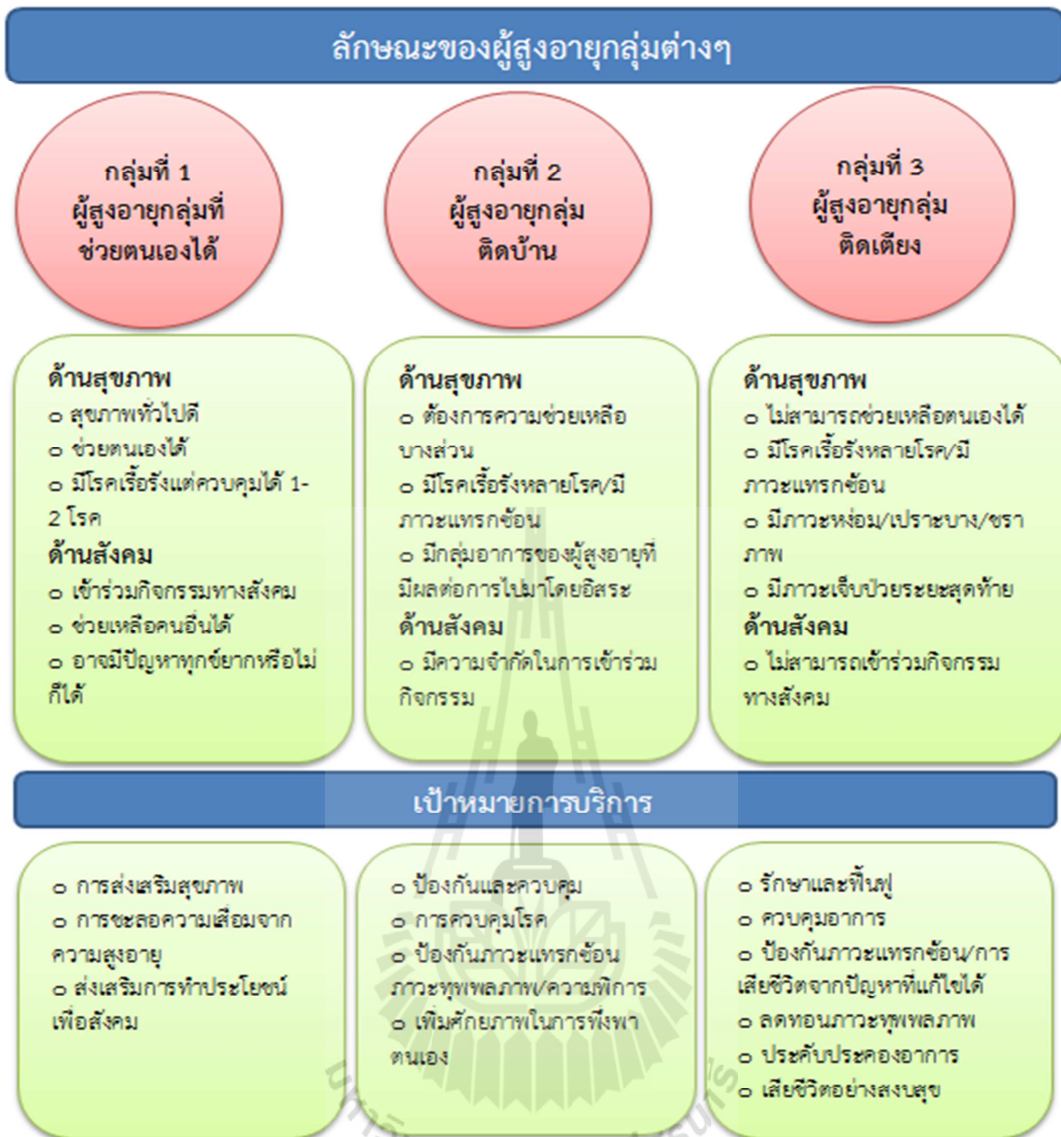 ลักษณะของผู้สูงอายุกลุ่มต่างๆ
กลุ่มที่ 1
ผู้สูงอายุกลุ่มที่
ช่วยตนเองได้
กลุ่มที่ 2
ผู้สูงอายุกลุ่ม
ติดบ้าน
กลุ่มที่ 3
ผู้สูงอายุกลุ่ม
ติดเตียง
ด้านสุขภาพ
o สุขภาพทั่วไปดี
o ช่วยตนเองได้
o มีโรคเรื้อรังแต่ควบคุมได้ 1-
2 โรค
ด้านสังคม
o เข้าร่วมกิจกรรมทางสังคม
o ช่วยเหลือคนอื่นได้
o อาจมีปัญหาทุกข์ยากหรือไม่
ก็ได้
ด้านสุขภาพ
o ต้องการความช่วยเหลือ
บางส่วน
o มีโรคเรื้อรังหลายโรค/มี
ภาวะแทรกซ้อน
o มีกลุ่มอาการของผู้สูงอายุที่
มีผลต่อการไปมาโดยอิสระ
ด้านสังคม
o มีความจำกัดในการเข้าร่วม
กิจกรรม
ด้านสุขภาพ
o ไม่สามารถช่วยเหลือตนเองได้
o มีโรคเรื้อรังหลายโรค/มี
ภาวะแทรกซ้อน
o มีภาวะหง่อม/เปราะบาง/ชรา
ภาพ
o มีภาวะเจ็บป่วยระยะสุดท้าย
ด้านสังคม
o ไม่สามารถเข้าร่วมกิจกรรม
ทางสังคม
เป้าหมายการบริการ
o การส่งเสริมสุขภาพ
o การชะลอความเสื่อมจาก
ความสูงอายุ
o ส่งเสริมการทำประโยชน์
เพื่อสังคม
o ป้องกันและควบคุม
o การควบคุมโรค
o ป้องกันภาวะแทรกซ้อน
ภาวะทุพพลภาพ/ความพิการ
o เพิ่มศักยภาพในการพึ่งพา
ตนเอง
o รักษาและฟื้นฟู
o ควบคุมอาการ
o ป้องกันภาวะแทรกซ้อน/การ
เสียชีวิตจากปัญหาที่แก้ไขได้
o ลดทอนภาวะทุพพลภาพ
o ประคับประคองอาการ
o เสียชีวิตอย่างสงบสุข